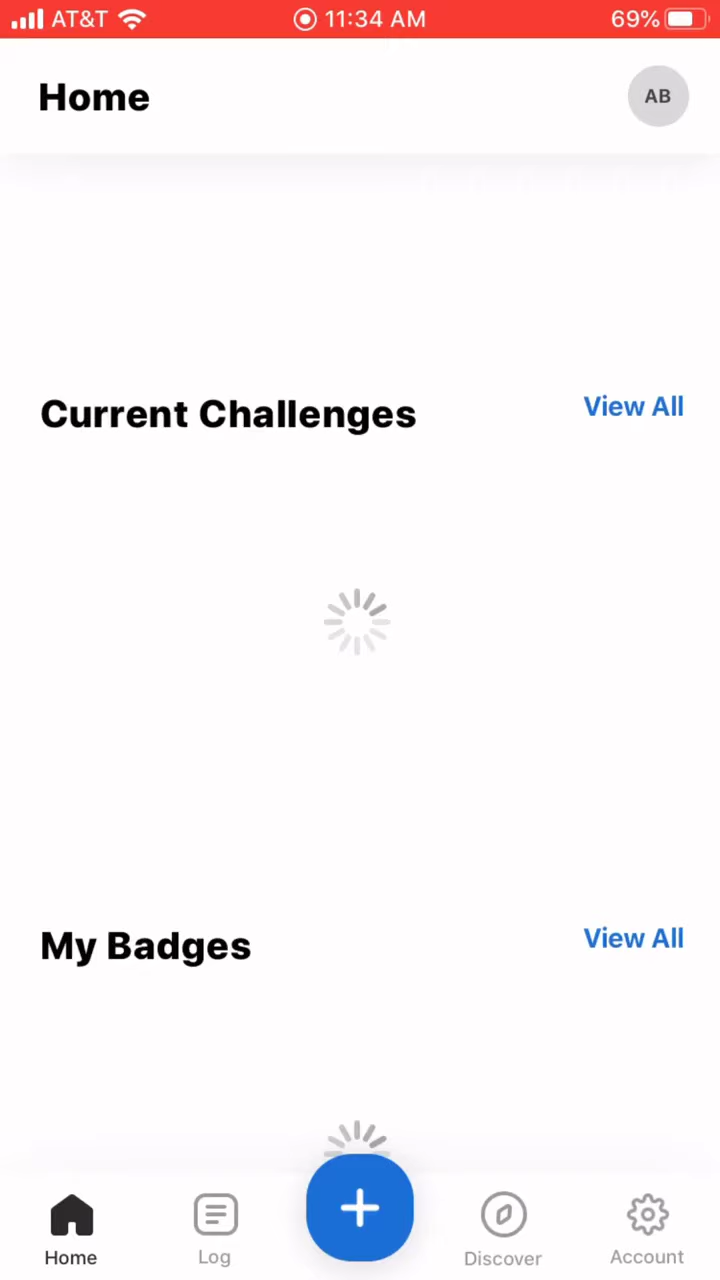 AT&T 11:34 AM 69%
Home AB
Current Challenges View All
My Badges View All
Home Log Discover Account